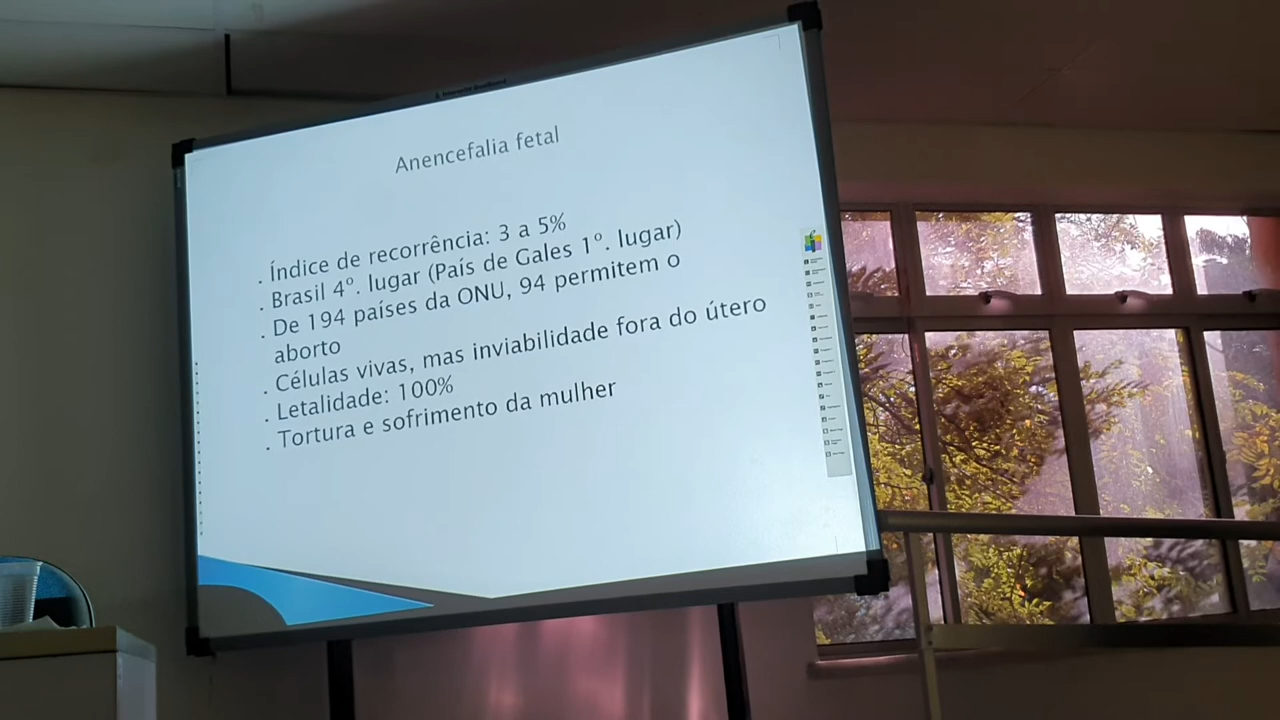 Anencefalia fetal
. Índice de recorrência: 3 a 5%
. Brasil 4º. lugar (País de Gales 1º. lugar)
. De 194 países da ONU, 94 permitem o
aborto
. Células vivas, mas inviabilidade fora do útero
. Letalidade: 100%
. Tortura e sofrimento da mulher